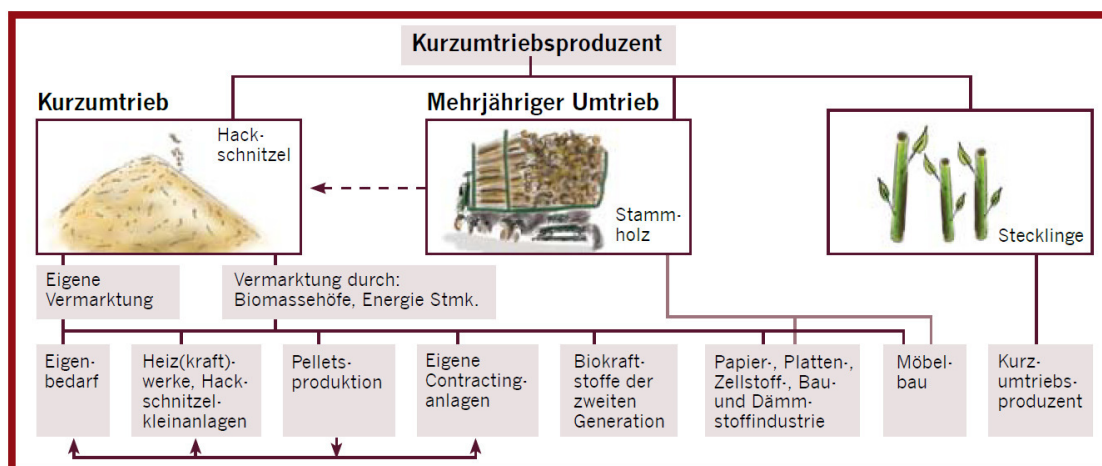 Kurzumtriebsproduzent
Kurzumtrieb
Hack-
schnitzel
Mehrjähriger Umtrieb
Stamm-
holz
Stecklinge
Eigene
Vermarktung
Vermarktung durch:
Biomassehöfe, Energie Stmk.
Eigen-
bedarf
Heiz(kraft)-
werke, Hack-
schnitzel-
kleinanlagen
Pellets-
produktion
Eigene
Contracting-
anlagen
Biokraft-
stoffe der
zweiten
Generation
Papier-, Platten-,
Zellstoff-, Bau-
und Dämm-
stoffindustrie
Möbel-
bau
Kurz-
umtriebs-
produzent